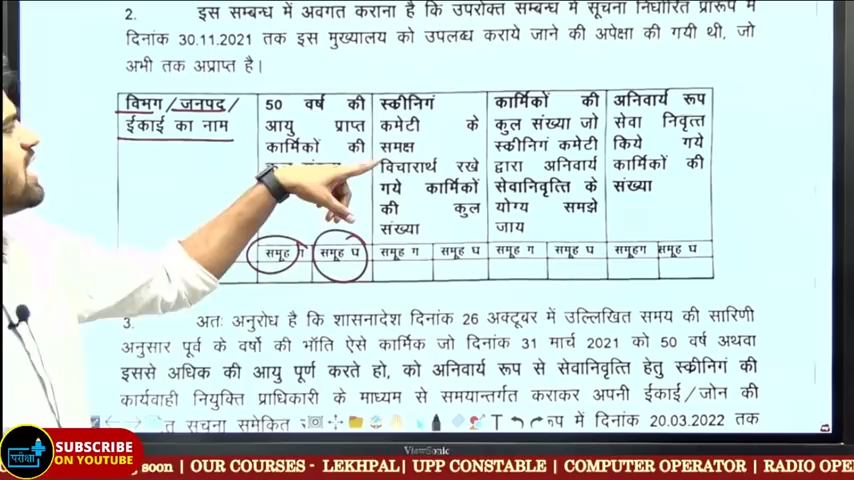 2. इस सम्बन्ध में अवगत कराना है कि उपरोक्त सम्बन्ध में सूचना निर्धारित प्रारूप में
दिनांक 30.11.2021 तक इस मुख्यालय को उपलब्ध कराये जाने की अपेक्षा की गयी थी, जो
अभी तक अप्राप्त है।
विभाग/जनपद/
ईकाई का नाम
50 वर्ष की
आयु प्राप्त
कार्मिकों की
स्कीनिगं
कमेटी के
समक्ष
विचारार्थ रखे
गये कार्मिकों
की कुल
संख्या
कार्मिकों की
कुल संख्या जो
स्कीनिगं कमेटी
द्वारा अनिवार्य
सेवानिवृत्ति के
योग्य समझे
जाय
अनिवार्य रूप
सेवा निवृत्त
किये गये
कार्मिकों की
संख्या
समूह ग समूह घ समूह ग समूह घ समूह ग समूह घ समूहग समूह घ
3. अतः अनुरोध है कि शासनादेश दिनांक 26 अक्टूबर में उल्लिखित समय की सारिणी
अनुसार पूर्व के वर्षो की भाँति ऐसे कार्मिक जो दिनांक 31 मार्च 2021 को 50 वर्ष अथवा
इससे अधिक की आयु पूर्ण करते हो, को अनिवार्य रूप से सेवानिवृत्ति हेतु स्क्रीनिगं की
कार्यवाही नियुक्ति प्राधिकारी के माध्यम से समयान्तर्गत कराकर अपनी ईकाई/जोन की
सूचना समेकित में दिनांक 20.03.2022 तक
ViewSonic
परीक्षा
SUBSCRIBE
ON YOUTUBE
soon | OUR COURSES - LEKHPAL| UPP CONSTABLE | COMPUTER OPERATOR | RADIO OPE